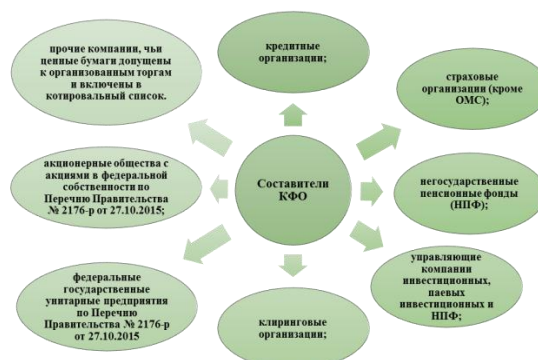 кредитные
организации;
страховые
организации (кроме
ОМС);
негосударственные
пенсионные фонды
(НПФ);
управляющие
компании
инвестиционных,
паевых
инвестиционных и
НПФ;
клиринговые
организации;
федеральные
государственные
унитарные предприятия
по Перечню
Правительства № 2176-р
от 27.10.2015
акционерные общества с
акциями в федеральной
собственности по
Перечню Правительства
№ 2176-р от 27.10.2015;
прочие компании, чьи
ценные бумаги допущены
к организованным торгам
и включены в
котировальный список.
Составители
КФО